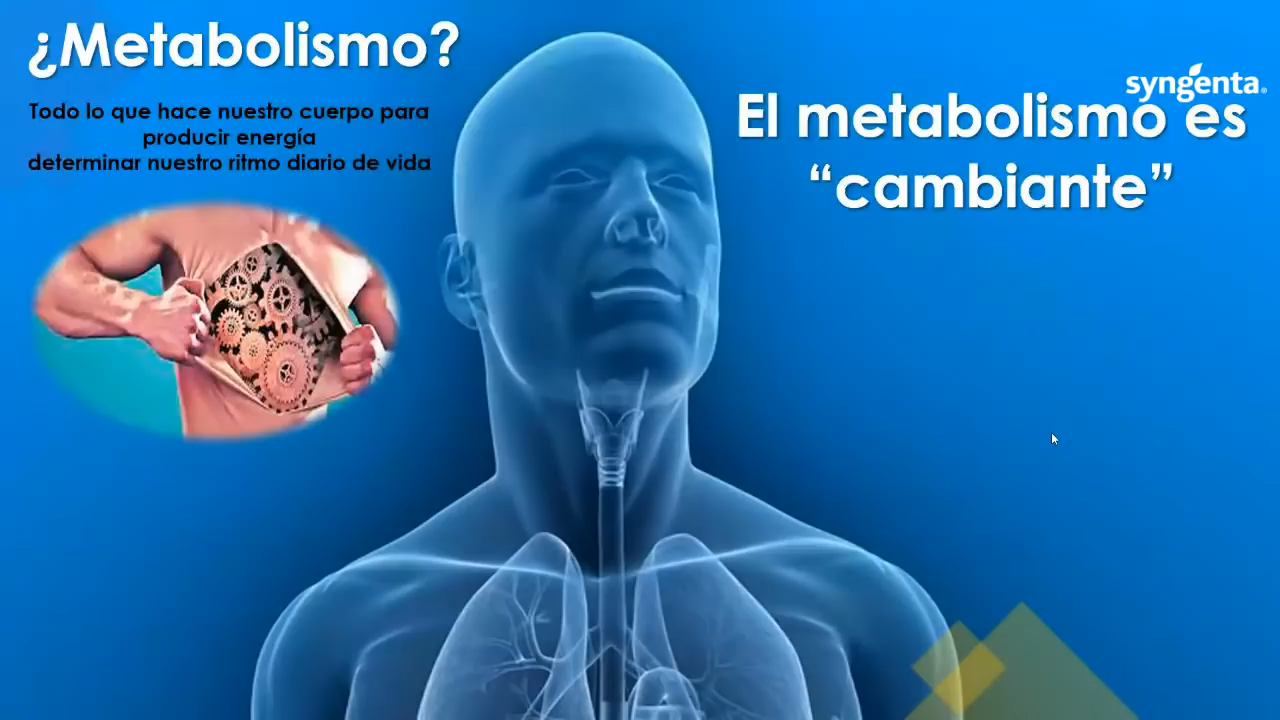 ¿Metabolismo?
Todo lo que hace nuestro cuerpo para
producir energía
determinar nuestro ritmo diario de vida
syngenta.
El metabolismo es
“cambiante”